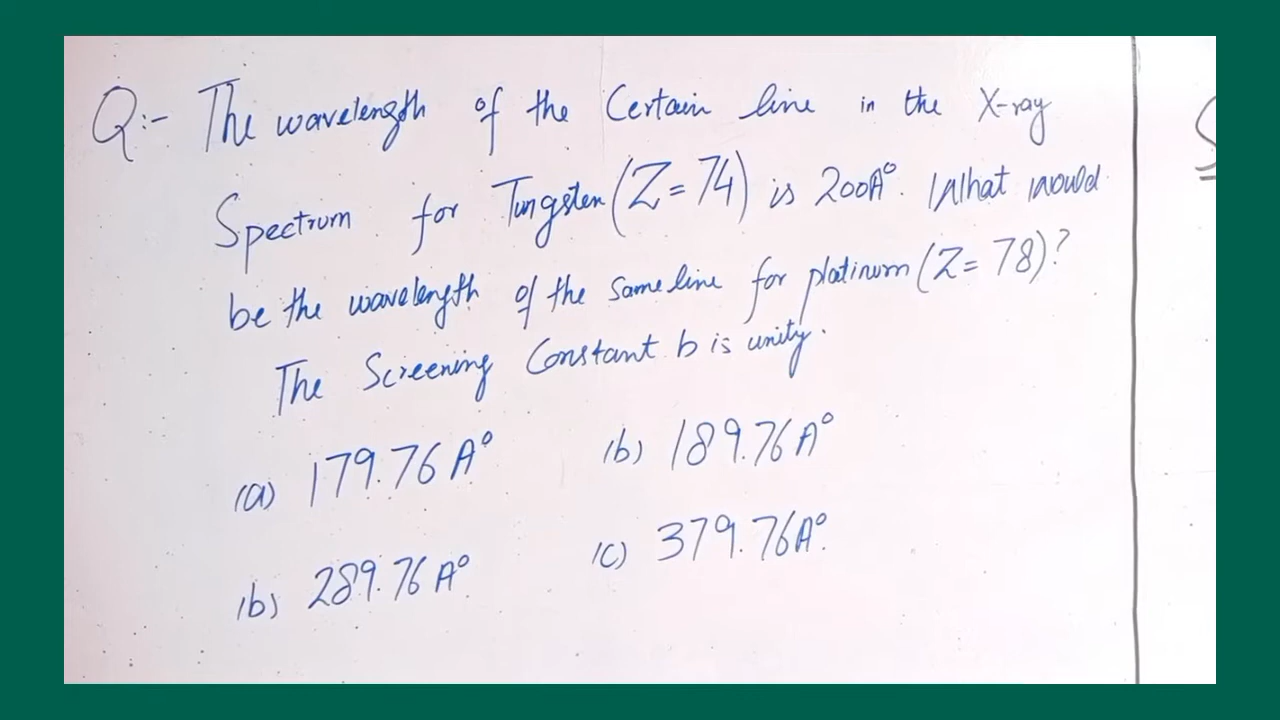 Q:- The wavelength of the Certain line in the X-ray
Spectrum for Tungsten (Z = 74) is 200A°. What would
be the wavelength of the same line for platinum (Z = 78)?
The Screening Constant b is unity.
(a) 179.76 A° (b) 189.76 A°
(b) 289.76 A° (c) 379.76A°.